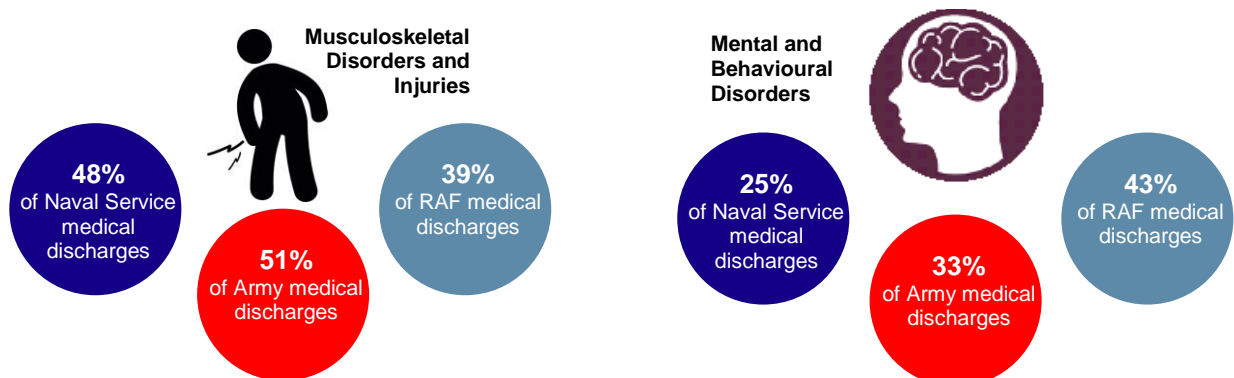 Musculoskeletal
Disorders and
Injuries
48%
of Naval Service
medical
discharges
51%
of Army medical
discharges
39%
of RAF medical
discharges
Mental and
Behavioural
Disorders
25%
of Naval Service
medical
discharges
33%
of Army medical
discharges
43%
of RAF medical
discharges